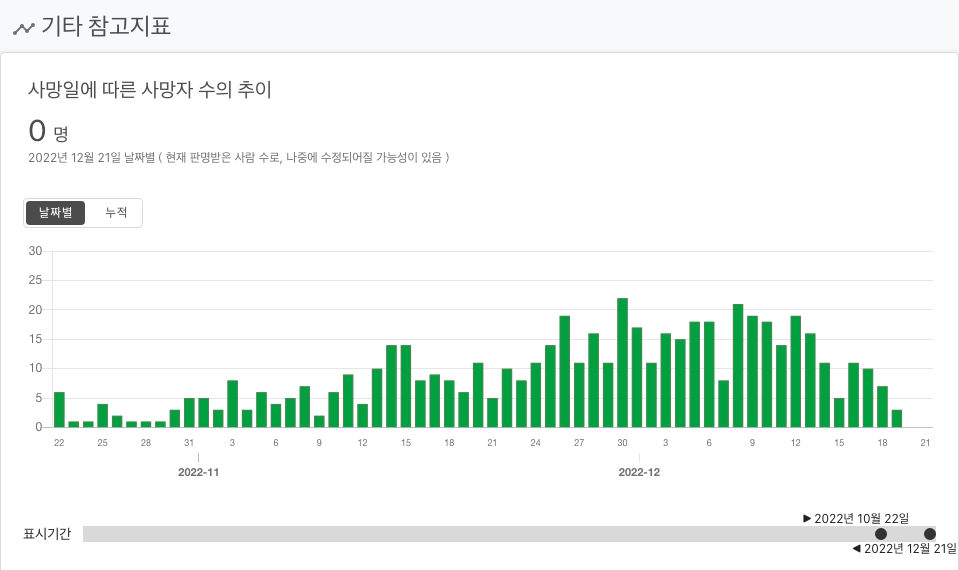 기타 참고지표
사망일에 따른 사망자 수의 추이
0 명
2022년 12월 21일 날짜별 ( 현재 판명받은 사람 수로, 나중에 수정되어질 가능성이 있음 )
날짜별 누적
30
25
20
15
10
5
0
22 25 28 31 3 6 9 12 15 18 21 24 27 30 3 6 9 12 15 18 21
2022-11 2022-12
▶ 2022년 10월 22일
표시기간
◀ 2022년 12월 21일